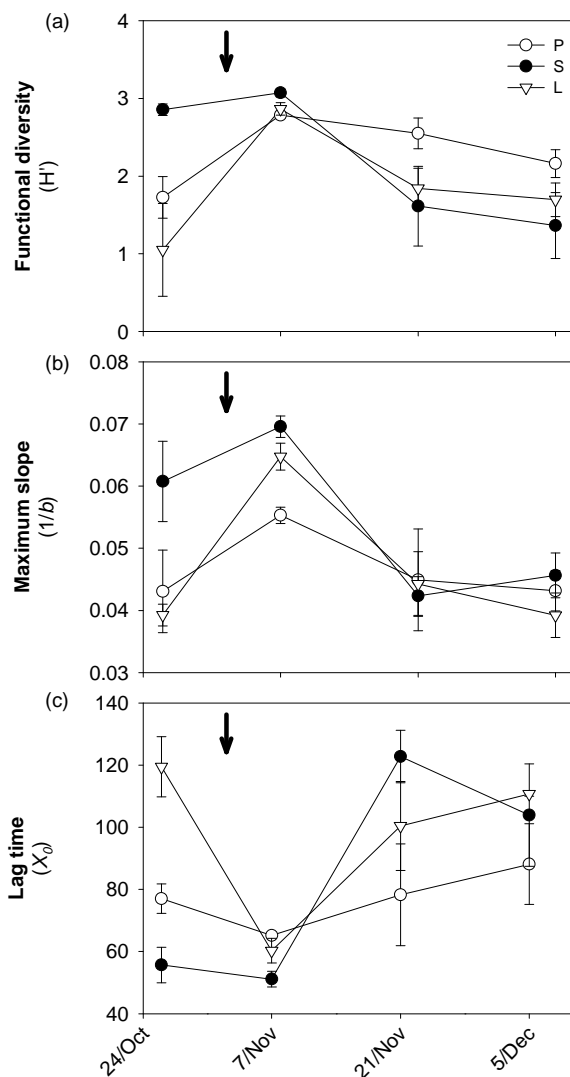 (a)
4
3
2
1
0
Functional diversity
(H')
P
S
L
(b)
0.08
0.07
0.06
0.05
0.04
0.03
Maximum slope
(1/b)
(c)
140
120
100
80
60
40
Lag time
(X0)
24/Oct
7/Nov
21/Nov
5/Dec